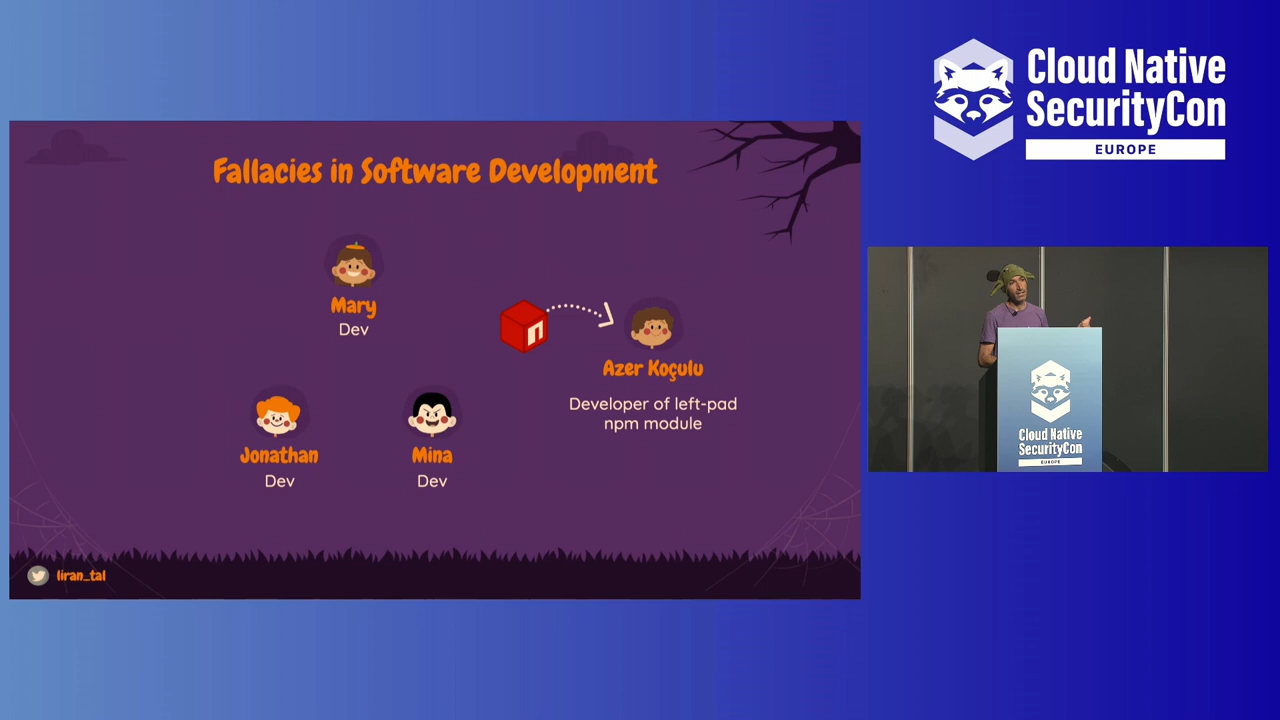 Cloud Native
SecurityCon
EUROPE
Fallacies in Software Development
Mary
Dev
Azer Koçulu
Developer of left-pad
npm module
Jonathan
Dev
Mina
Dev
liran_tal
Cloud Native
SecurityCon
EUROPE